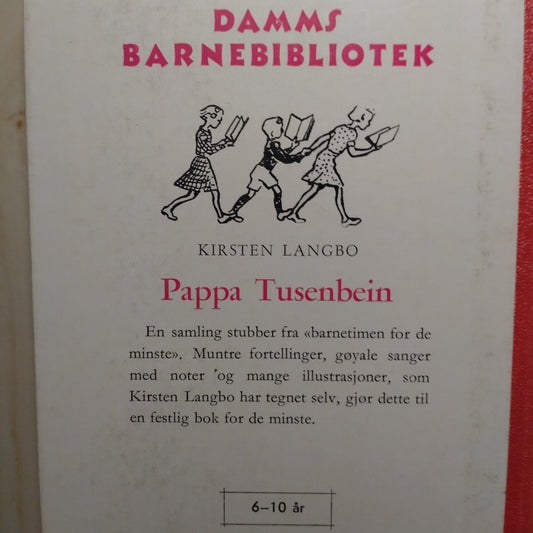 DAMMS
BARNEBIBLIOTEK
KIRSTEN LANGBO
Pappa Tusenbein
En samling stubber fra «barnetimen for de
minste». Muntre fortellinger, gøyale sanger
med noter og mange illustrasjoner, som
Kirsten Langbo har tegnet selv, gjør dette til
en festlig bok for de minste.
6–10 år